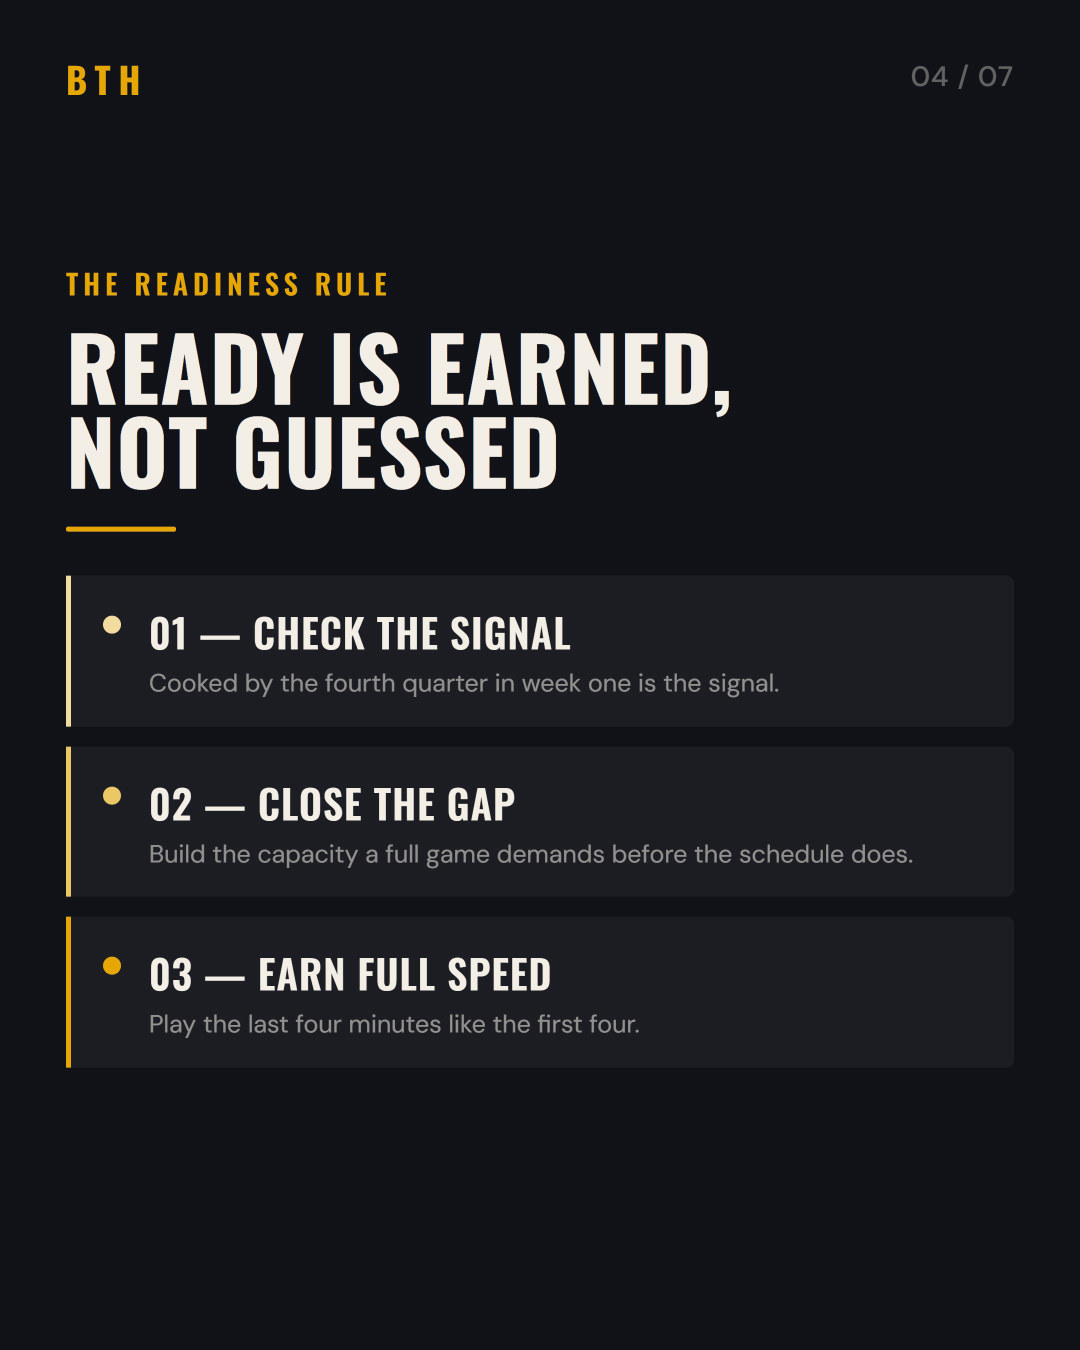 BTH
04 / 07
THE READINESS RULE
READY IS EARNED,
NOT GUESSED
01 — CHECK THE SIGNAL
Cooked by the fourth quarter in week one is the signal.
02 — CLOSE THE GAP
Build the capacity a full game demands before the schedule does.
03 — EARN FULL SPEED
Play the last four minutes like the first four.